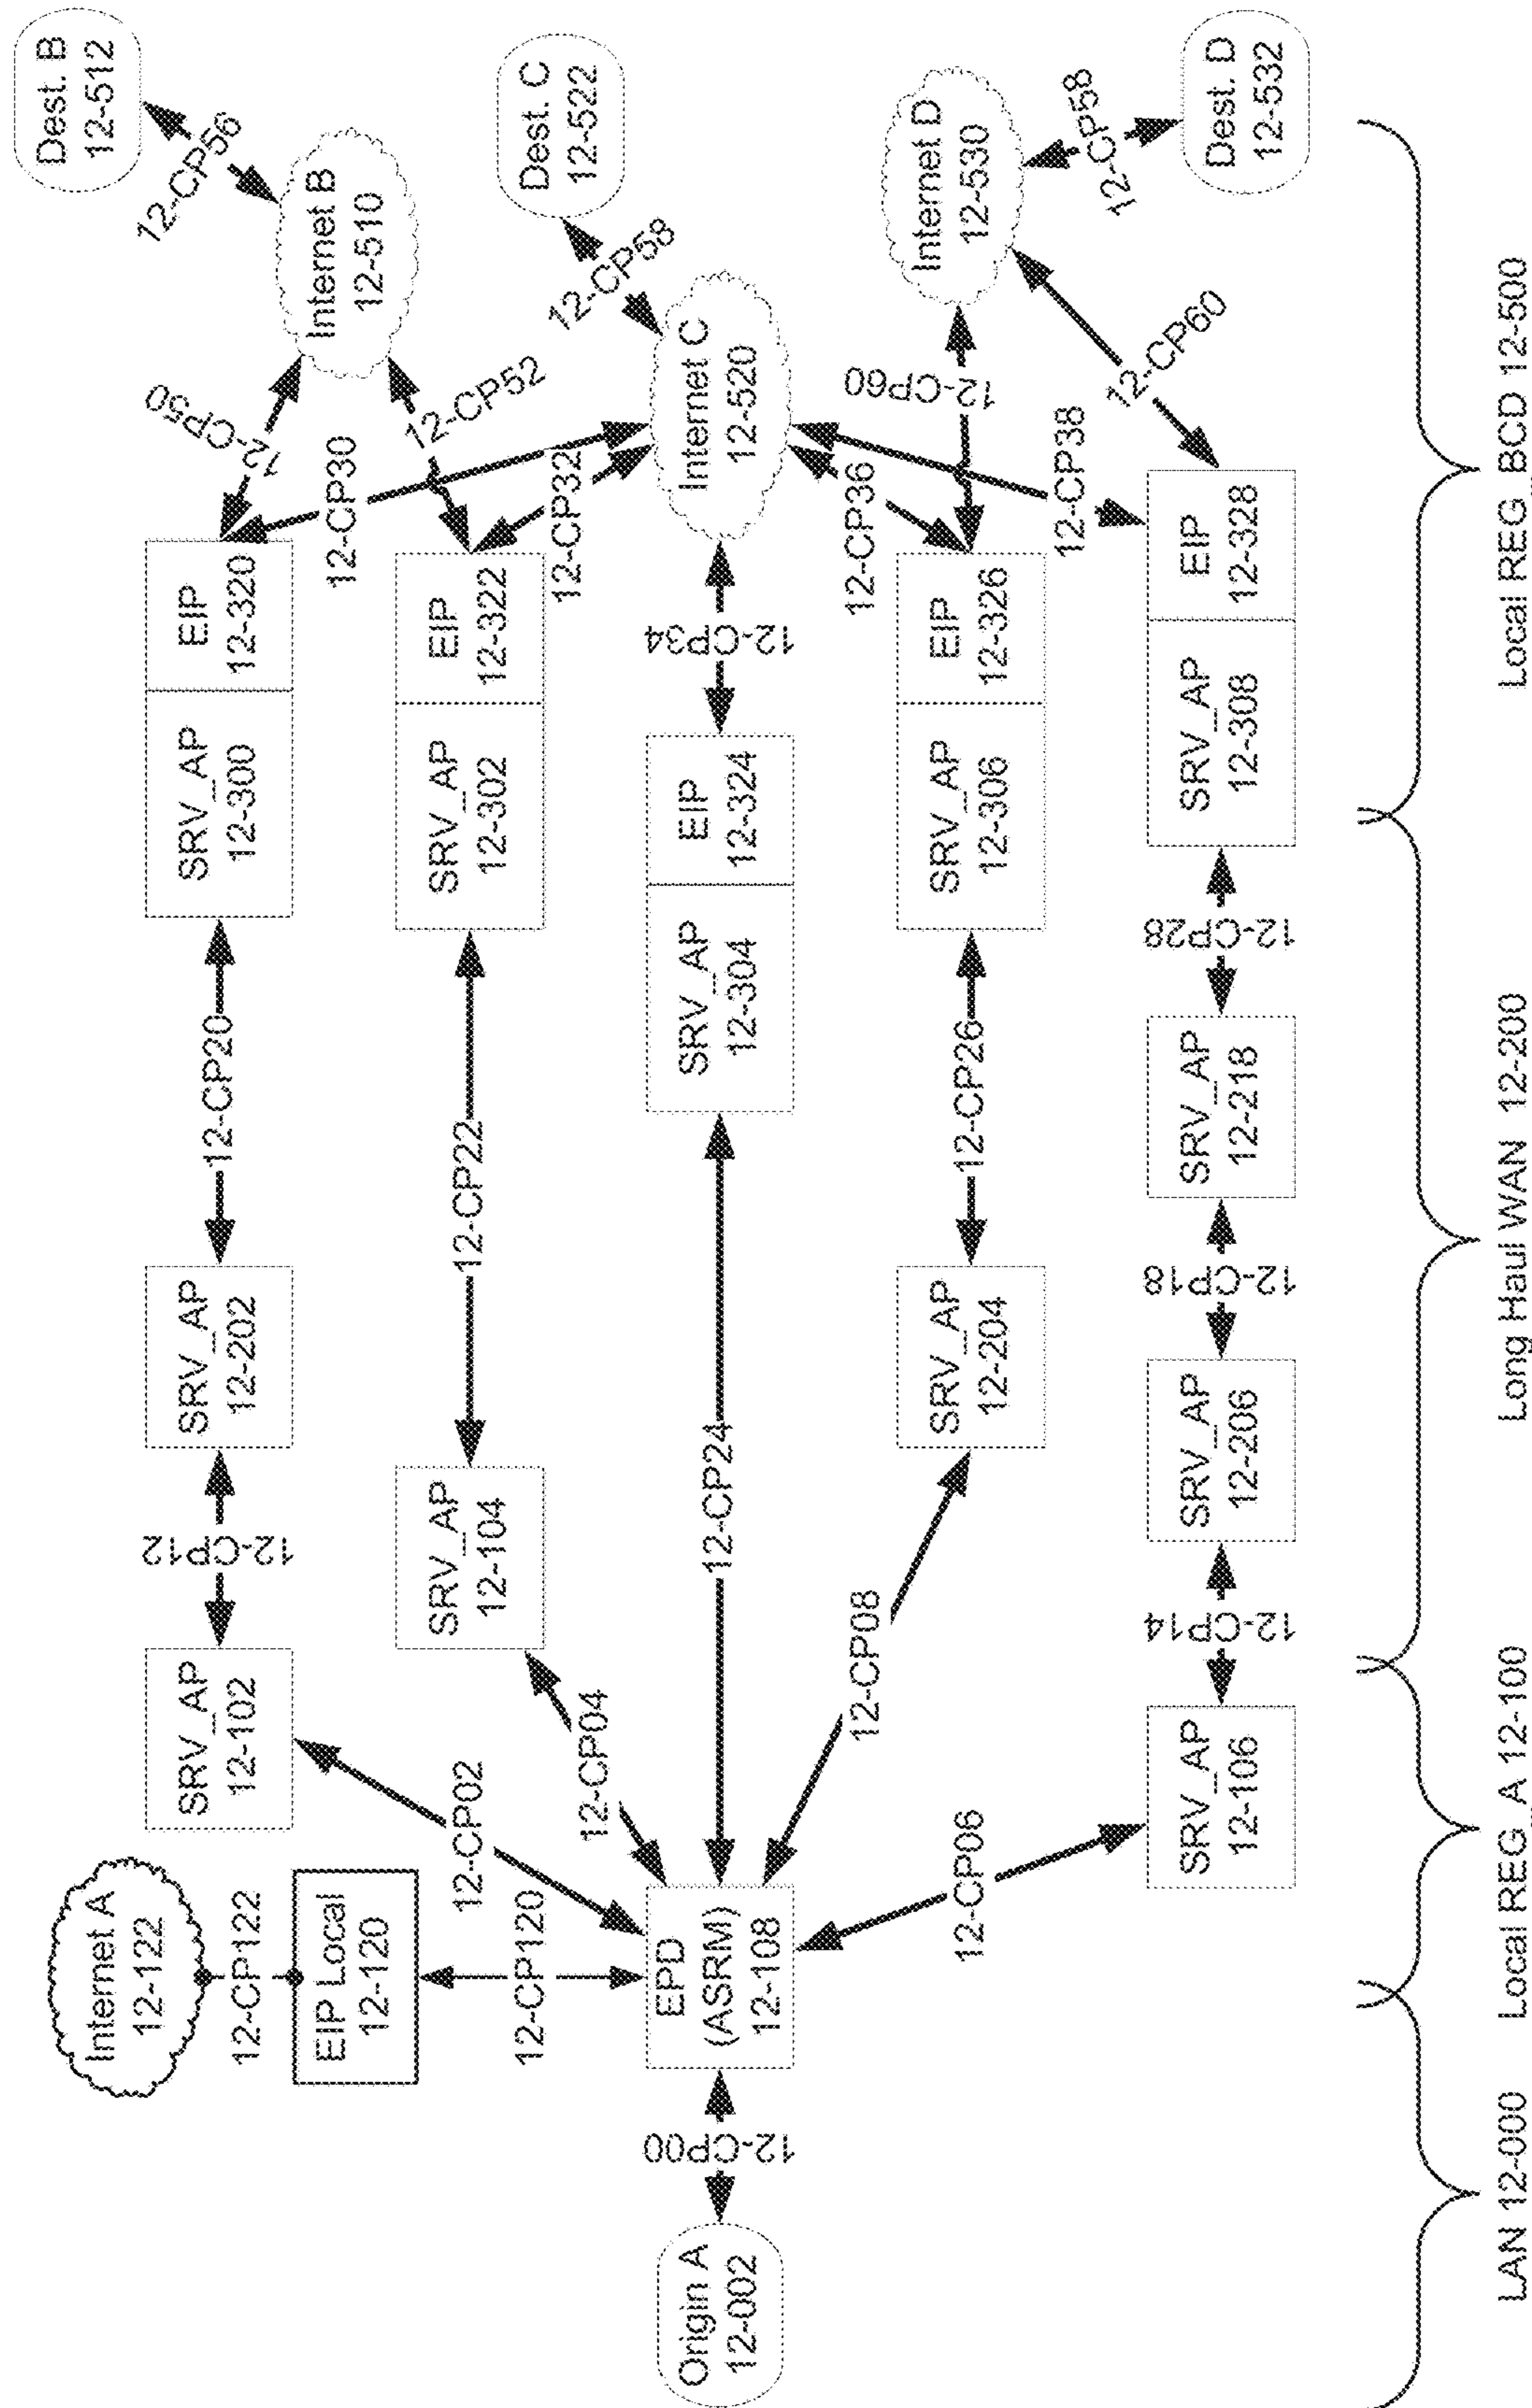 Internet A
12-122
12-CP122
EIP Local
12-120
12-CP120
Origin A
12-002
12-CP00
EPD
(ASRM)
12-108
12-CP02
SRV_AP
12-102
12-CP12
SRV_AP
12-202
12-CP20
SRV_AP
12-300
EIP
12-320
12-CP50
12-CP30
Internet B
12-510
12-CP56
Dest. B
12-512
12-CP04
SRV_AP
12-104
12-CP22
SRV_AP
12-302
EIP
12-322
12-CP52
12-CP32
12-CP24
SRV_AP
12-304
EIP
12-324
12-CP34
Internet C
12-520
12-CP58
Dest. C
12-522
12-CP08
SRV_AP
12-204
12-CP26
SRV_AP
12-306
EIP
12-326
12-CP36
12-CP60
Internet D
12-530
12-CP58
Dest. D
12-532
12-CP06
SRV_AP
12-106
12-CP14
SRV_AP
12-206
12-CP18
SRV_AP
12-218
12-CP28
SRV_AP
12-308
EIP
12-328
12-CP38
12-CP60
LAN 12-000
Local REG_A 12-100
Long Haul WAN 12-200
Local REG_BCD 12-500